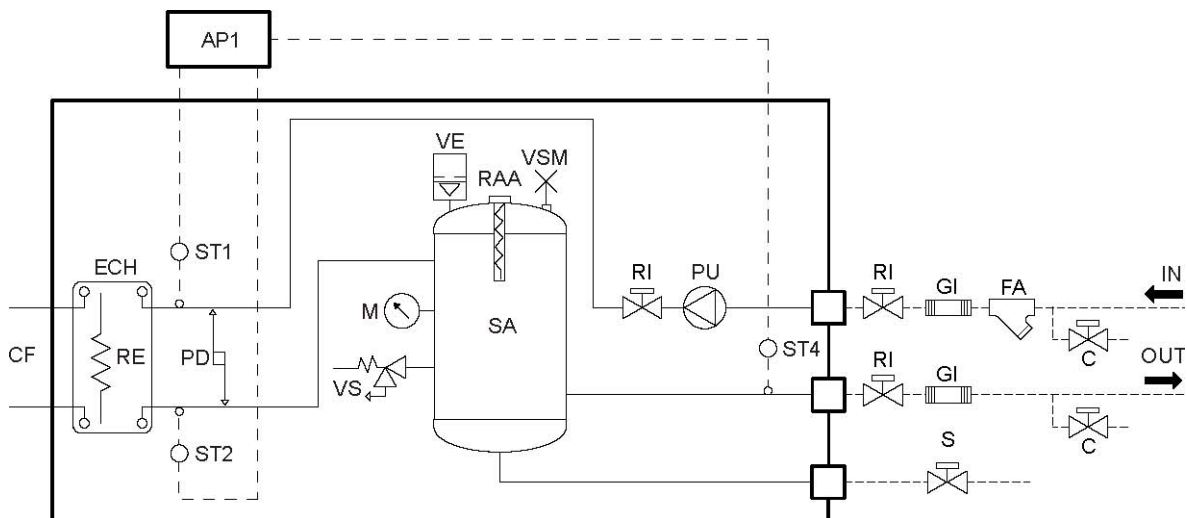 AP1
VE
VSM
RAA
ST1
ECH
RI
PU
RI
GI
FA
IN
M
SA
CF
RE
PD
ST4
C
RI
GI
OUT
VS
C
ST2
S